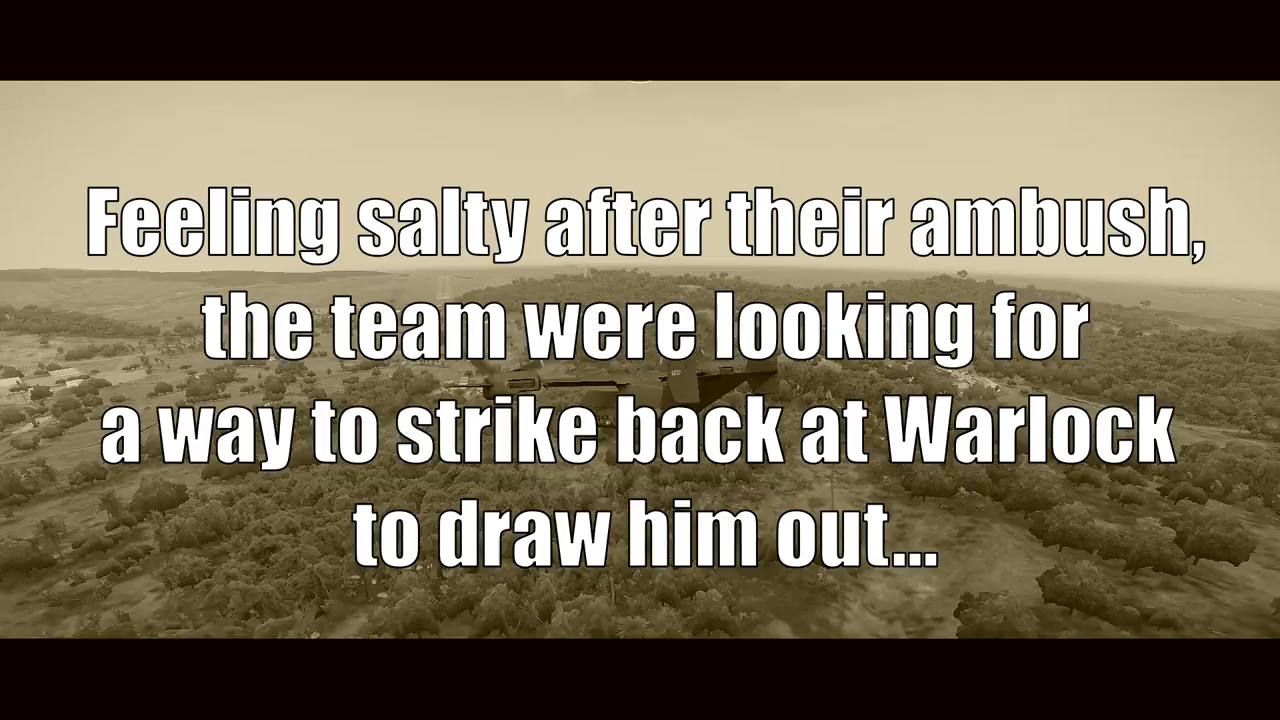 Feeling salty after their ambush,
the team were looking for
a way to strike back at Warlock
to draw him out...